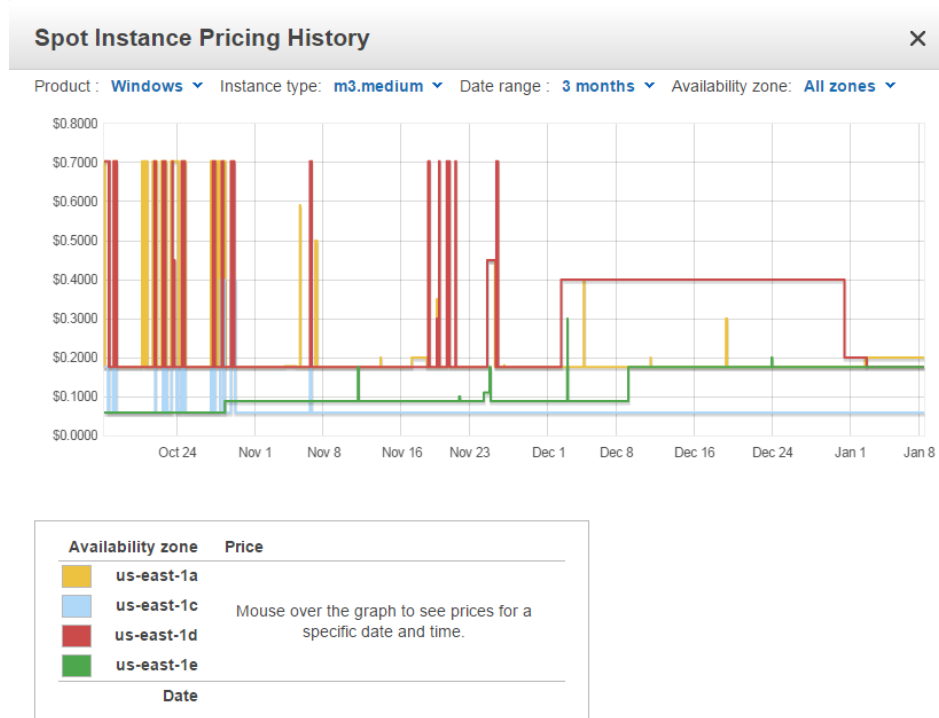 Spot Instance Pricing History ×
Product : Windows Instance type: m3.medium Date range : 3 months Availability zone: All zones
$0.8000
$0.7000
$0.6000
$0.5000
$0.4000
$0.3000
$0.2000
$0.1000
$0.0000
Oct 24 Nov 1 Nov 8 Nov 16 Nov 23 Dec 1 Dec 8 Dec 16 Dec 24 Jan 1 Jan 8
Availability zone Price
us-east-1a
us-east-1c
us-east-1d
us-east-1e
Mouse over the graph to see prices for a
specific date and time.
Date